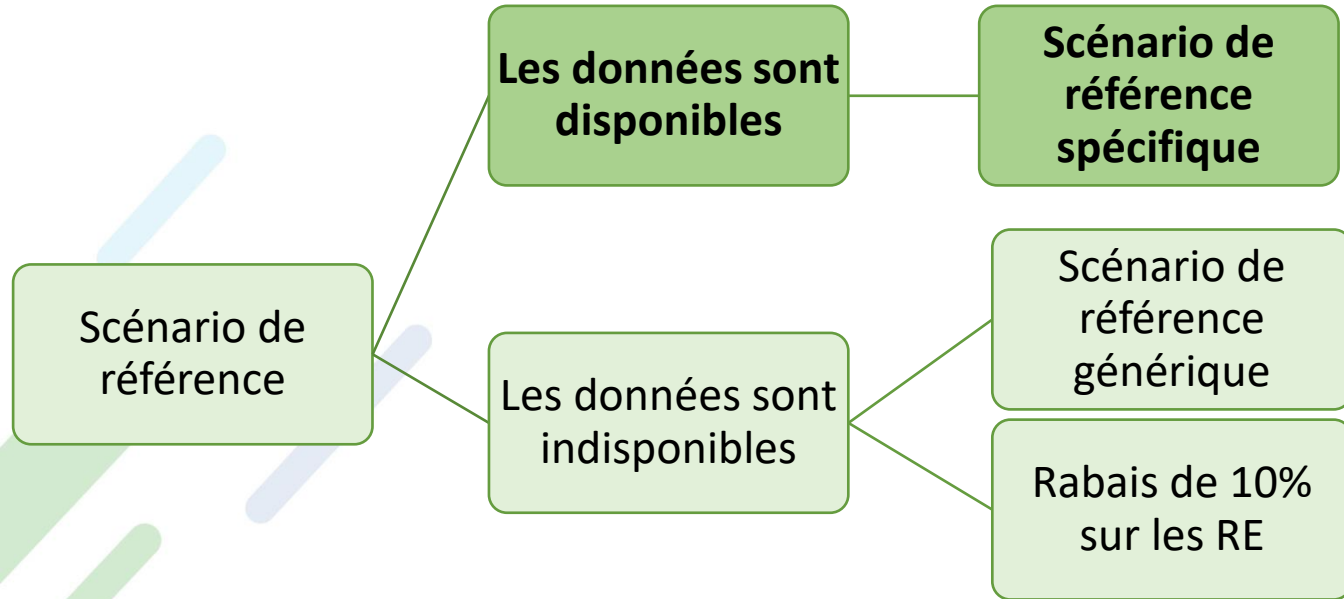 Les données sont
disponibles
Scénario de
référence
spécifique
Scénario de
référence
Les données sont
indisponibles
Scénario de
référence
générique
Rabais de 10%
sur les RE